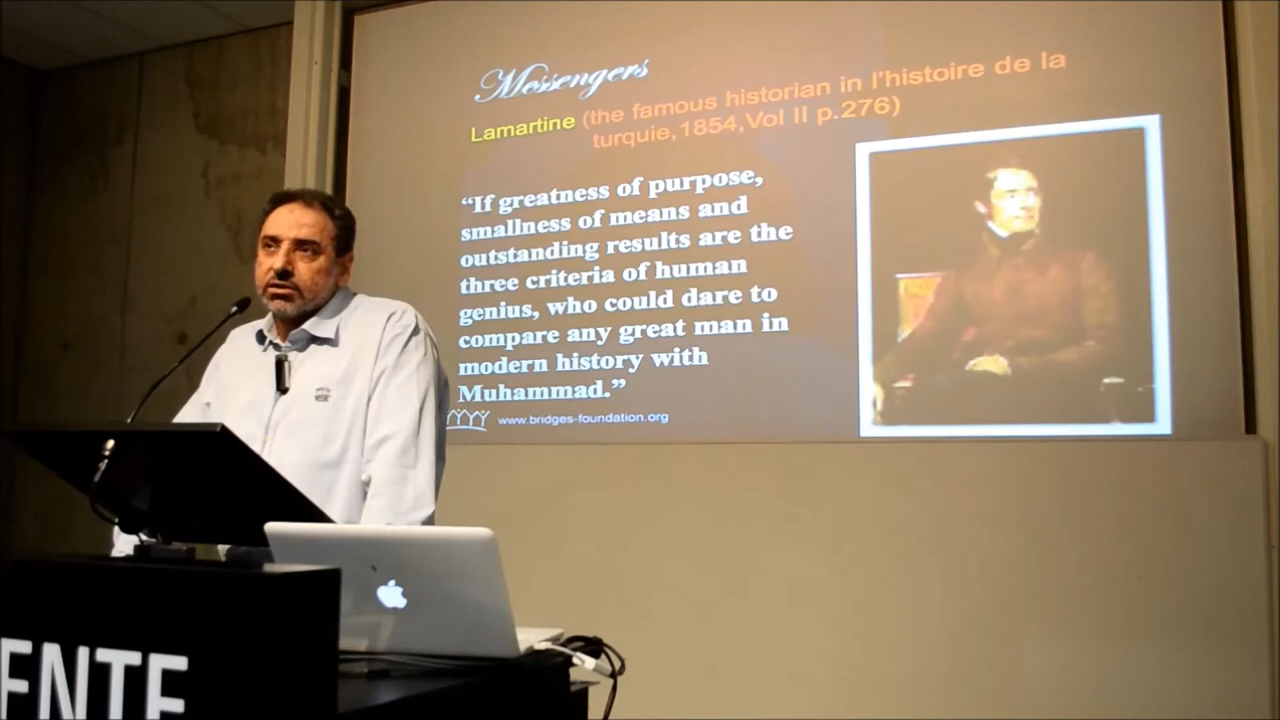 Messengers
Lamartine (the famous historian in l'histoire de la
turquie,1854,Vol II p.276)
“If greatness of purpose,
smallness of means and
outstanding results are the
three criteria of human
genius, who could dare to
compare any great man in
modern history with
Muhammad.”
www.bridges-foundation.org
ENTE